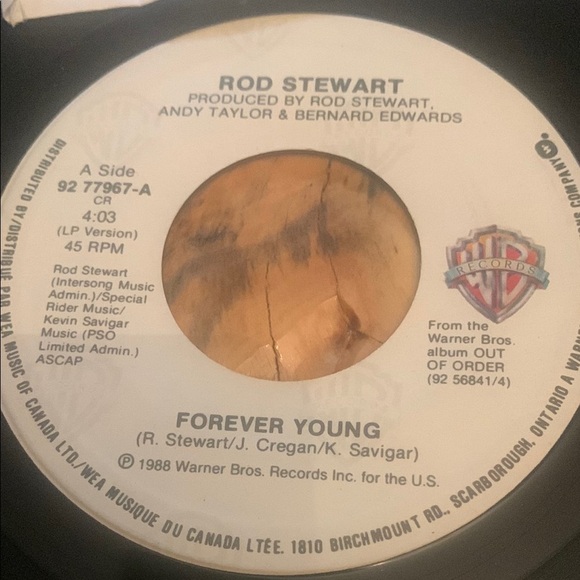 ROD STEWART
PRODUCED BY ROD STEWART,
ANDY TAYLOR & BERNARD EDWARDS
A Side
92 77967-A
CR
4:03
(LP Version)
45 RPM
Rod Stewart
(Intersong Music
Admin.)/Special
Rider Music/
Kevin Savigar
Music (PSO
Limited Admin.)
ASCAP
WB
RECORDS
From the
Warner Bros.
album OUT
OF ORDER
(92 56841/4)
FOREVER YOUNG
(R. Stewart/J. Cregan/K. Savigar)
Ⓟ 1988 Warner Bros. Records Inc. for the U.S.
DISTRIBUTED BY/DISTRIBUÉ PAR WEA MUSIC OF CANADA LTD./WEA MUSIQUE DU CANADA LTÉE. 1810 BIRCHMOUNT RD., SCARBOROUGH, ONTARIO A WARNER COMPANY